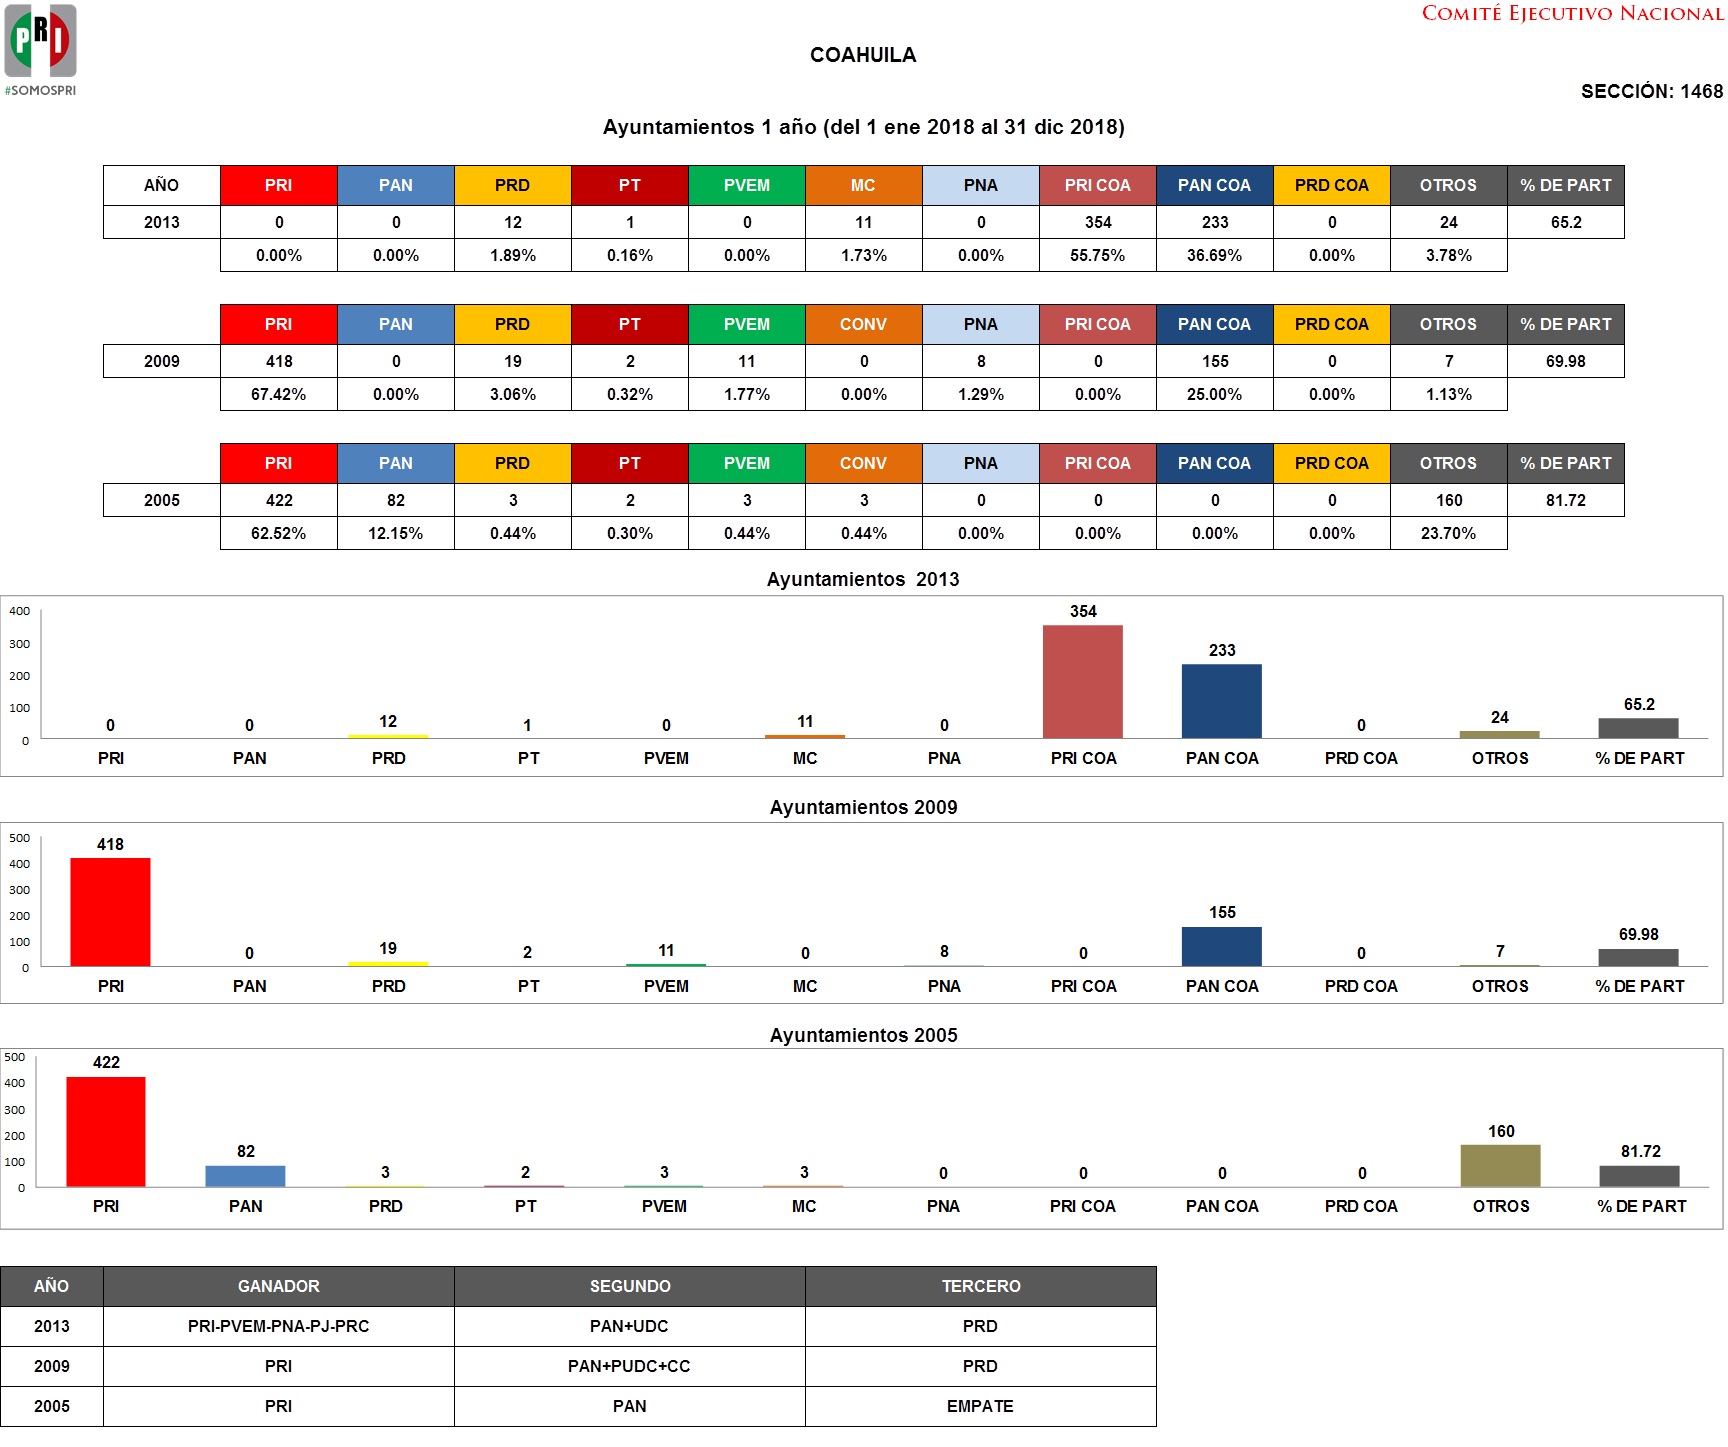 COMITÉ EJECUTIVO NACIONAL
PRI
#SOMOSPRI
COAHUILA
SECCIÓN: 1468
Ayuntamientos 1 año (del 1 ene 2018 al 31 dic 2018)
AÑO PRI PAN PRD PT PVEM MC PNA PRI COA PAN COA PRD COA OTROS % DE PART
2013 0 0 12 1 0 11 0 354 233 0 24 65.2
0.00% 0.00% 1.89% 0.16% 0.00% 1.73% 0.00% 55.75% 36.69% 0.00% 3.78%
PRI PAN PRD PT PVEM CONV PNA PRI COA PAN COA PRD COA OTROS % DE PART
2009 418 0 19 2 11 0 8 0 155 0 7 69.98
67.42% 0.00% 3.06% 0.32% 1.77% 0.00% 1.29% 0.00% 25.00% 0.00% 1.13%
PRI PAN PRD PT PVEM CONV PNA PRI COA PAN COA PRD COA OTROS % DE PART
2005 422 82 3 2 3 3 0 0 0 0 160 81.72
62.52% 12.15% 0.44% 0.30% 0.44% 0.44% 0.00% 0.00% 0.00% 0.00% 23.70%
Ayuntamientos 2013
400
300
200
100
0
0 0 12 1 0 11 0 354 233 0 24 65.2
PRI PAN PRD PT PVEM MC PNA PRI COA PAN COA PRD COA OTROS % DE PART
Ayuntamientos 2009
500
400
300
200
100
0
418 0 19 2 11 0 8 0 155 0 7 69.98
PRI PAN PRD PT PVEM MC PNA PRI COA PAN COA PRD COA OTROS % DE PART
Ayuntamientos 2005
500
400
300
200
100
0
422 82 3 2 3 3 0 0 0 0 160 81.72
PRI PAN PRD PT PVEM MC PNA PRI COA PAN COA PRD COA OTROS % DE PART
AÑO GANADOR SEGUNDO TERCERO
2013 PRI-PVEM-PNA-PJ-PRC PAN+UDC PRD
2009 PRI PAN+PUDC+CC PRD
2005 PRI PAN EMPATE